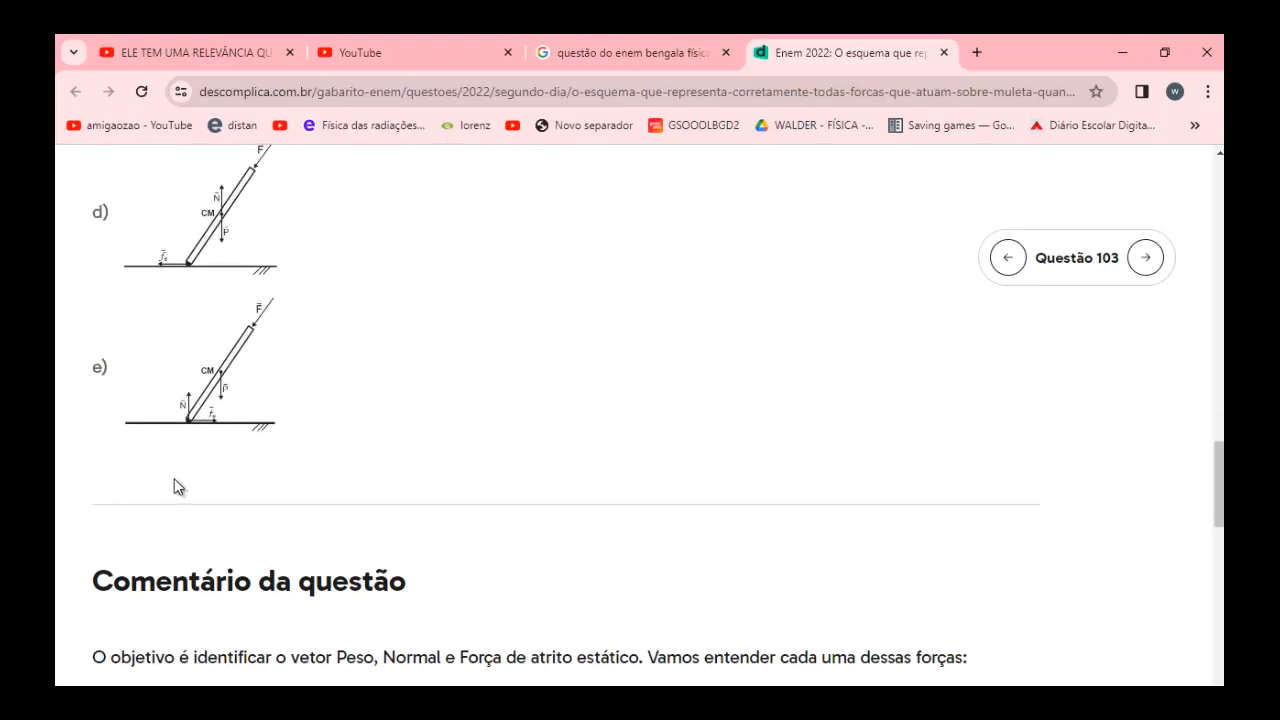 ELE TEM UMA RELEVÂNCIA QU
YouTube
questão do enem bengala físic
Enem 2022: O esquema que rep
descomplica.com.br/gabarito-enem/questoes/2022/segundo-dia/o-esquema-que-representa-corretamente-todas-forcas-que-atuam-sobre-muleta-quan...
W
amigaozao - YouTube
distan
Física das radiações...
lorenz
Novo separador
GSOOOLBGD2
WALDER - FÍSICA -...
Saving games — Go...
Diário Escolar Digita...
d)
F
N
CM
P
Questão 103
e)
F
CM
P
N
Comentário da questão
O objetivo é identificar o vetor Peso, Normal e Força de atrito estático. Vamos entender cada uma dessas forças: